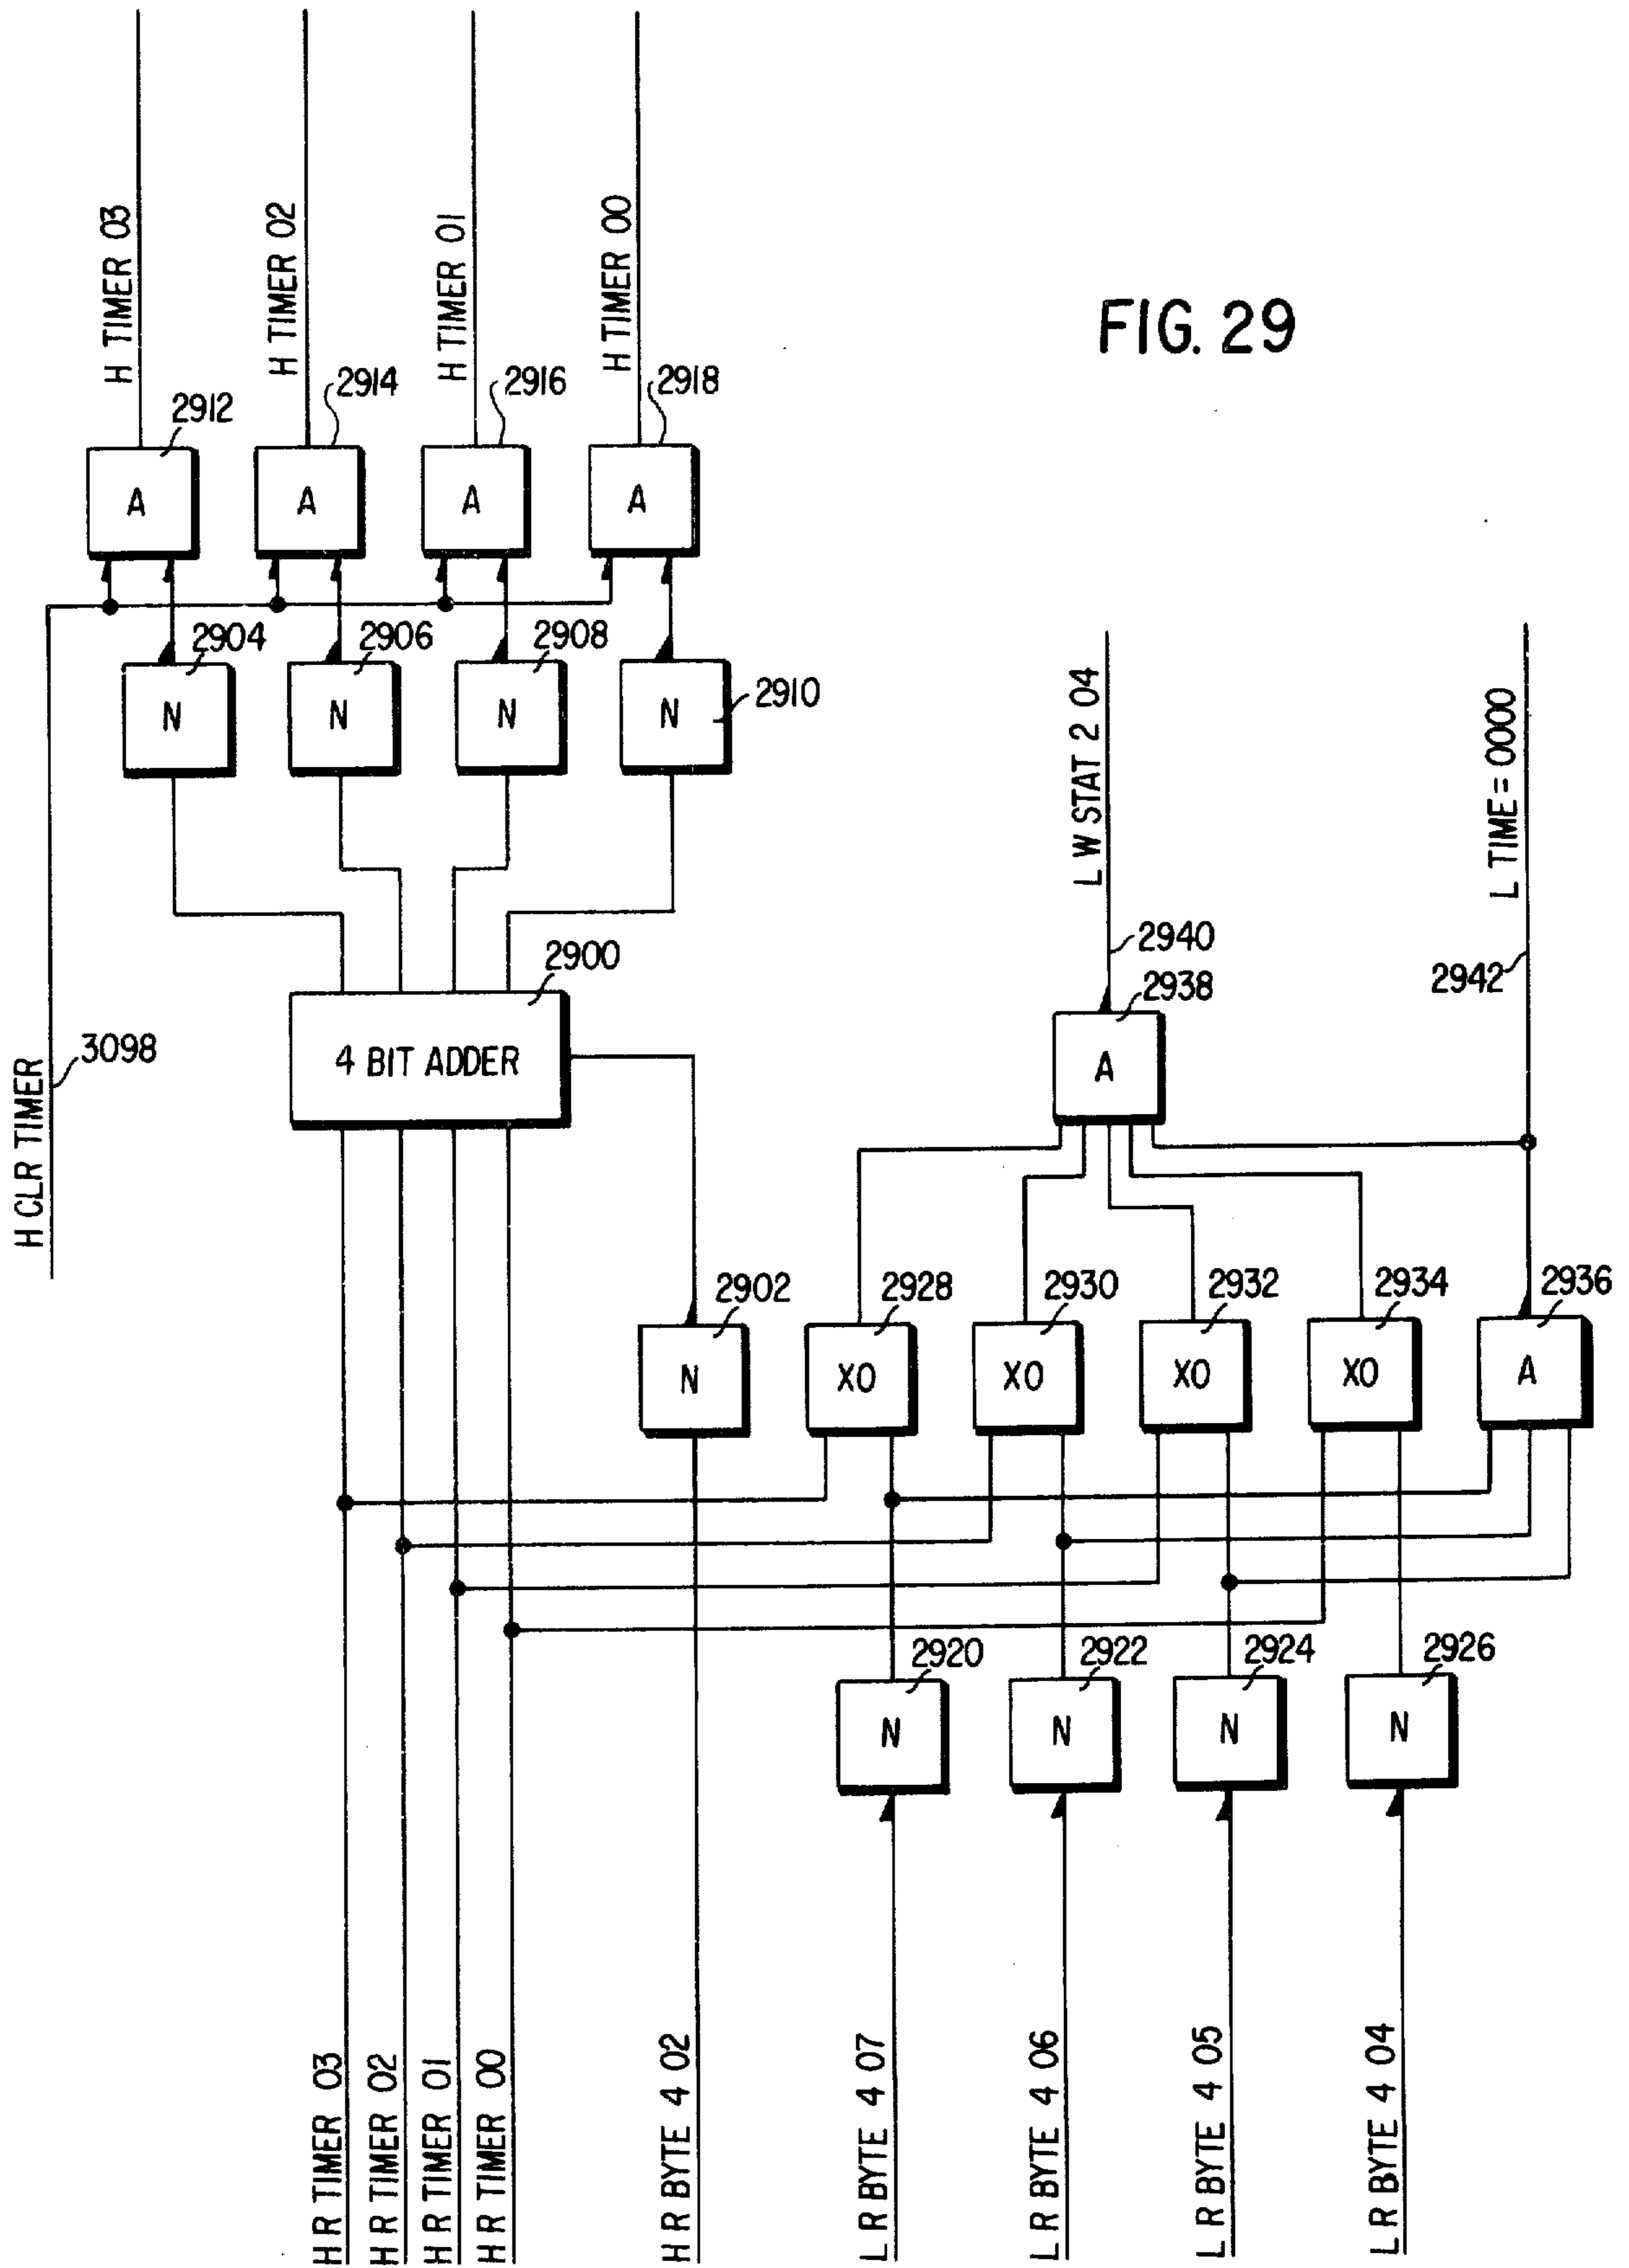 H TIMER 03
H TIMER 02
H TIMER 01
H TIMER 00
FIG. 29
2912
2914
2916
2918
A
A
A
A
2904
2906
2908
2910
N
N
N
N
L W STAT 2 04
L TIME = 0000
2900
2940
2942
2938
H CLR TIMER
3098
4 BIT ADDER
A
2902
2928
2930
2932
2934
2936
N
XO
XO
XO
XO
A
2920
2922
2924
2926
N
N
N
N
H R TIMER 03
H R TIMER 02
H R TIMER 01
H R TIMER 00
H R BYTE 4 02
L R BYTE 4 07
L R BYTE 4 06
L R BYTE 4 05
L R BYTE 4 04